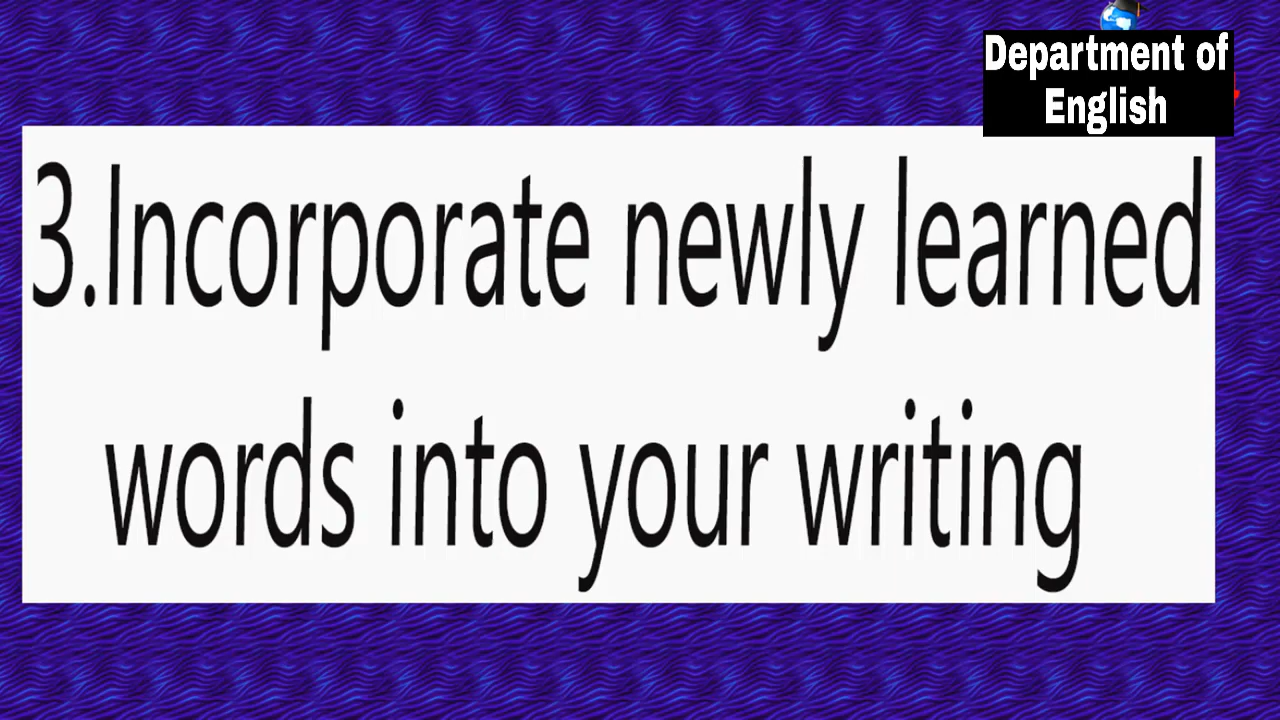 Department of
English
3.Incorporate newly learned
words into your writing